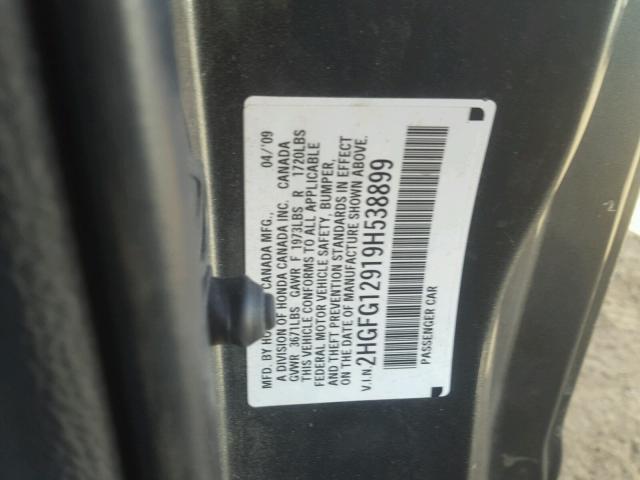 MFD. BY CANADA MFG., 04/'09
A DIVISION OF HONDA CANADA INC. CANADA
GVWR 3671LBS GAWR F 1973LBS R 1720LBS
THIS VEHICLE CONFORMS TO ALL APPLICABLE
FEDERAL MOTOR VEHICLE SAFETY, BUMPER,
AND THEFT PREVENTION STANDARDS IN EFFECT
ON THE DATE OF MANUFACTURE SHOWN ABOVE.
V.I.N. 2HGFG12919H538899
PASSENGER CAR